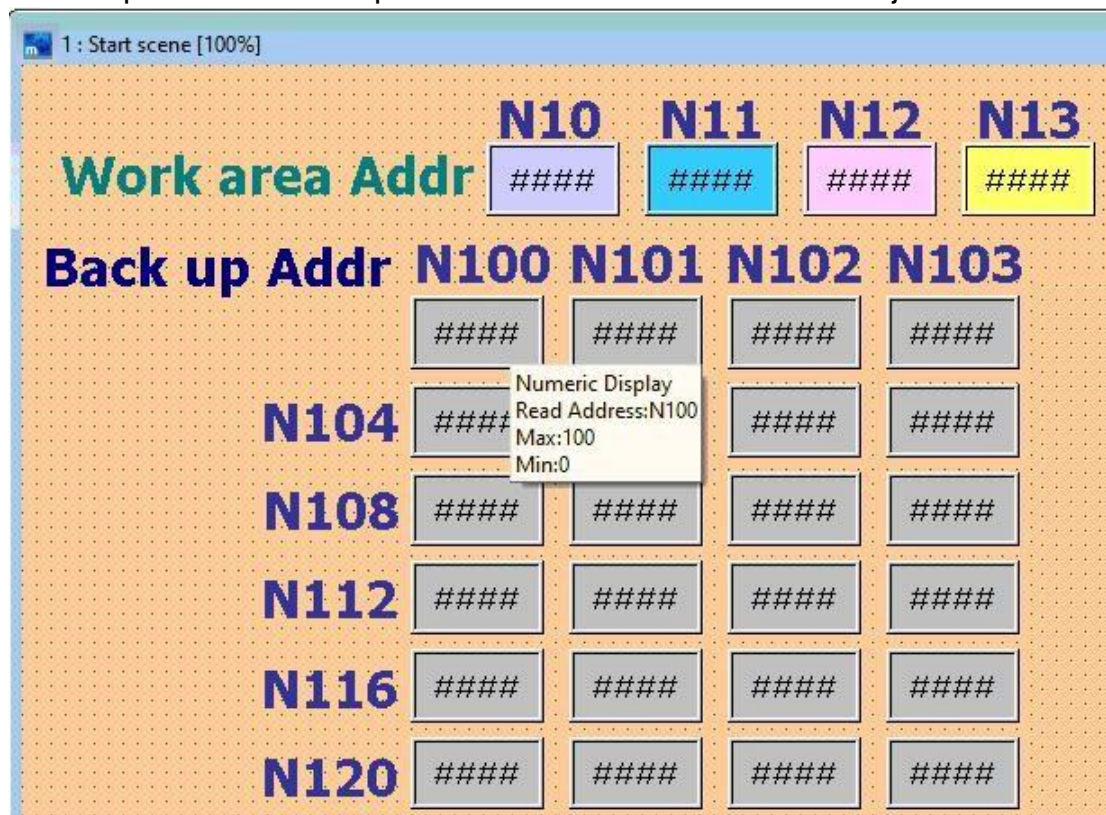 1 : Start scene [100%]
N10 N11 N12 N13
Work area Addr #### #### #### ####
Back up Addr N100 N101 N102 N103
#### #### #### ####
Numeric Display
Read Address:N100
Max:100
Min:0
N104 #### #### ####
N108 #### #### #### ####
N112 #### #### #### ####
N116 #### #### #### ####
N120 #### #### #### ####